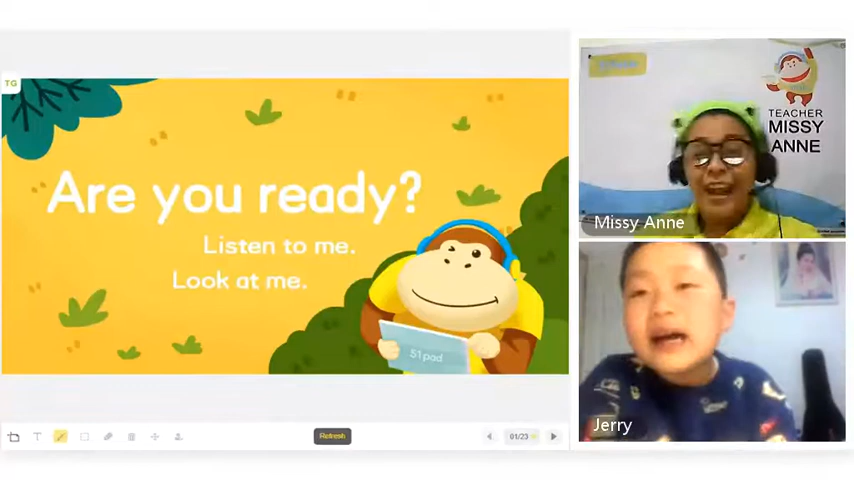 TG
Are you ready?
Listen to me.
Look at me.
51pad
Refresh
01/23
TEACHER
MISSY
ANNE
Missy Anne
Jerry